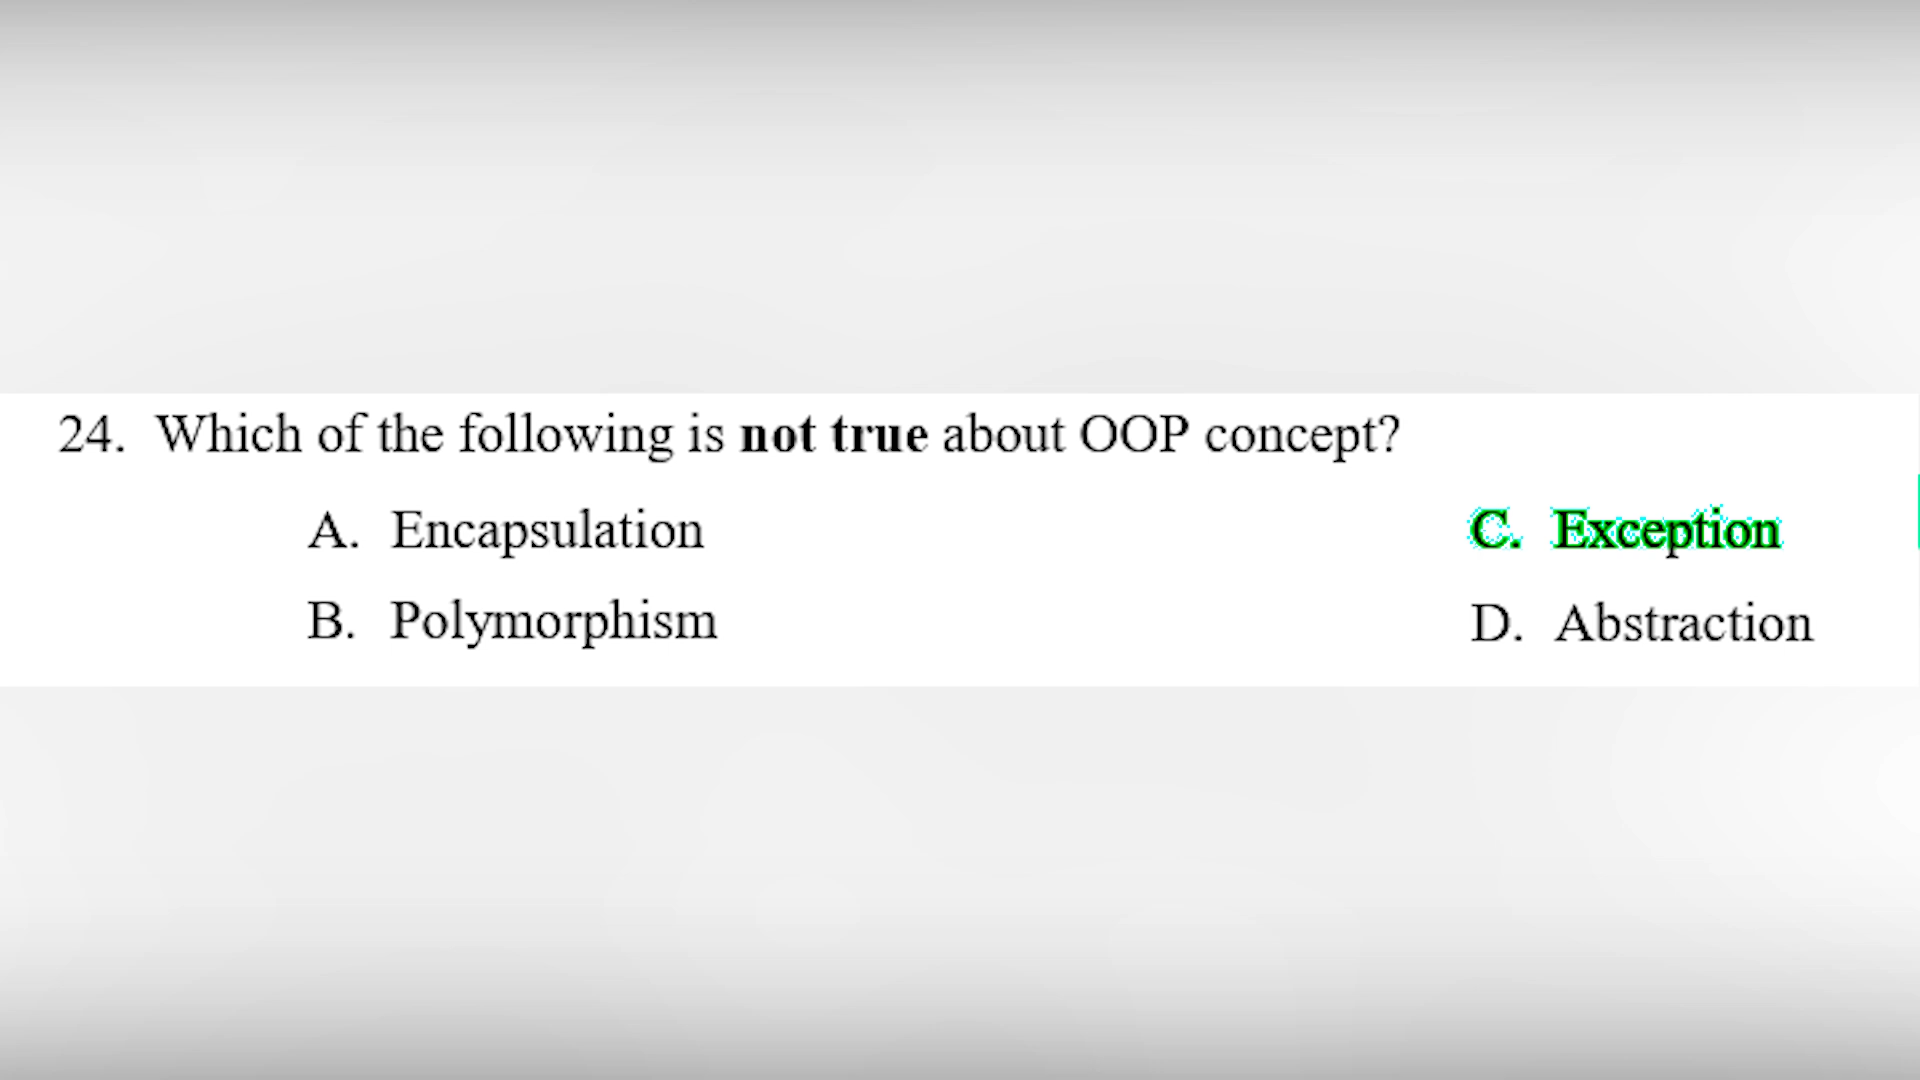 24. Which of the following is not true about OOP concept?
A. Encapsulation
C. Exception
B. Polymorphism
D. Abstraction